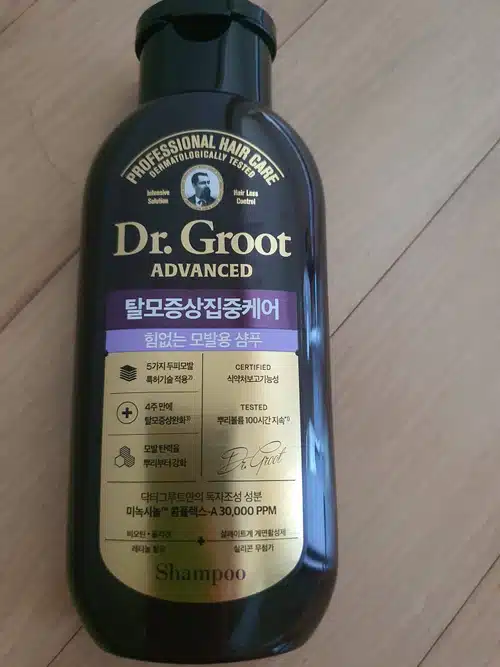 PROFESSIONAL HAIR CARE
DERMATOLOGICALLY TESTED
Intensive Solution
Hair Loss Control
Dr. Groot
ADVANCED
탈모증상집중케어
힘없는 모발용 샴푸
5가지 두피모발
특허기술 적용2)
CERTIFIED
식약처보고기능성
4주 만에
탈모증상완화3)
TESTED
뿌리볼륨 100시간 지속*1)
모발 탄력을
뿌리부터 강화
Dr. Groot
닥터그루트만의 독자조성 성분
미녹시놀™ 콤플렉스-A 30,000 PPM
비오틴 • 콜라겐
설페이트계 계면활성제
+
실리콘 무첨가
Shampoo